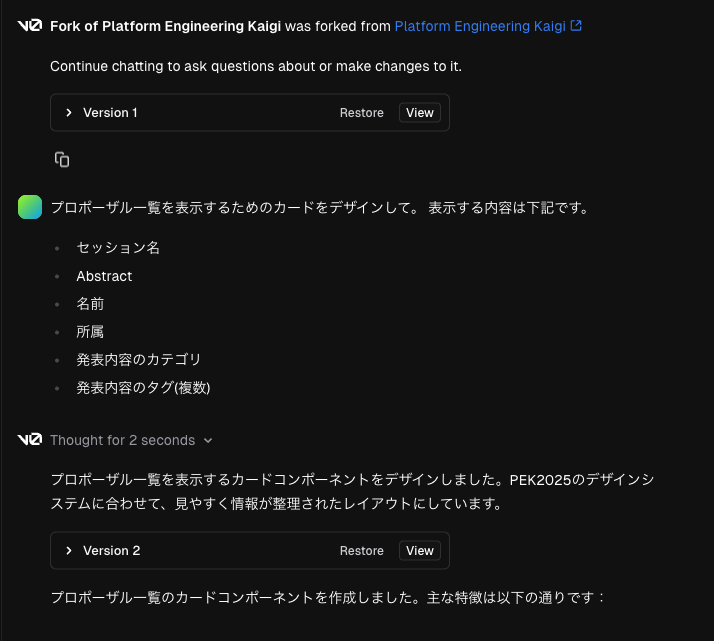 v0 Fork of Platform Engineering Kaigi was forked from Platform Engineering Kaigi
Continue chatting to ask questions about or make changes to it.
Version 1 Restore View
プロポーザル一覧を表示するためのカードをデザインして。 表示する内容は下記です。
セッション名
Abstract
名前
所属
発表内容のカテゴリ
発表内容のタグ(複数)
v0 Thought for 2 seconds
プロポーザル一覧を表示するカードコンポーネントをデザインしました。PEK2025のデザインシ
ステムに合わせて、見やすく情報が整理されたレイアウトにしています。
Version 2 Restore View
プロポーザル一覧のカードコンポーネントを作成しました。主な特徴は以下の通りです：